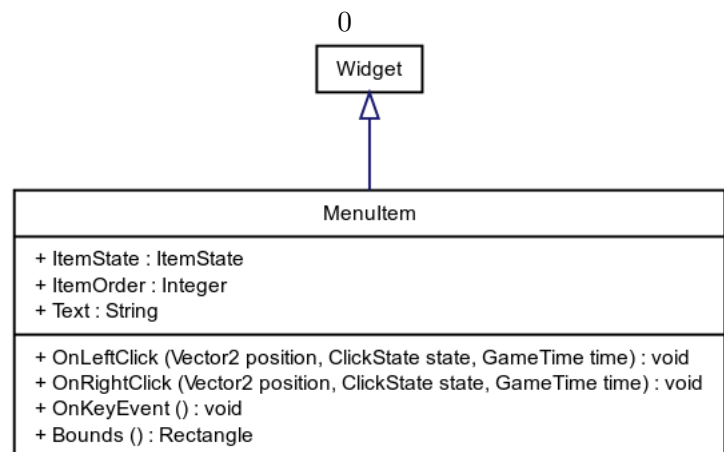 0
Widget
MenuItem
+ ItemState : ItemState
+ ItemOrder : Integer
+ Text : String
+ OnLeftClick (Vector2 position, ClickState state, GameTime time) : void
+ OnRightClick (Vector2 position, ClickState state, GameTime time) : void
+ OnKeyEvent () : void
+ Bounds () : Rectangle